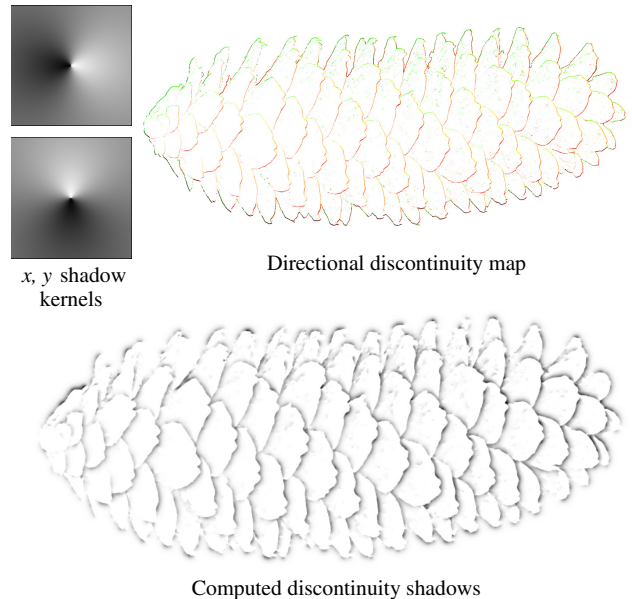 Directional discontinuity map
x, y shadow
kernels
Computed discontinuity shadows